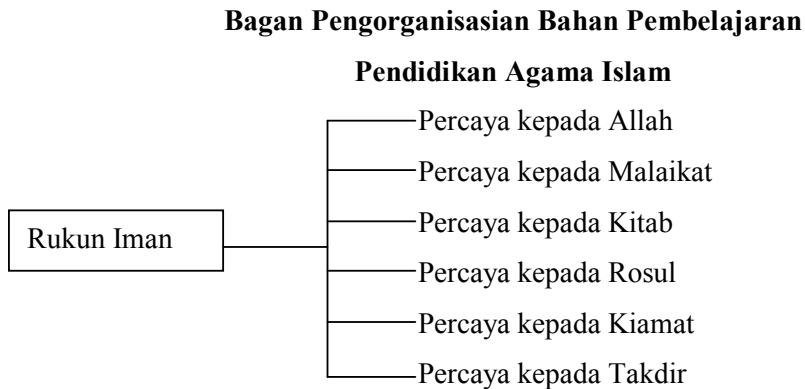 Bagan Pengorganisasian Bahan Pembelajaran
Pendidikan Agama Islam
Rukun Iman
Percaya kepada Allah
Percaya kepada Malaikat
Percaya kepada Kitab
Percaya kepada Rosul
Percaya kepada Kiamat
Percaya kepada Takdir